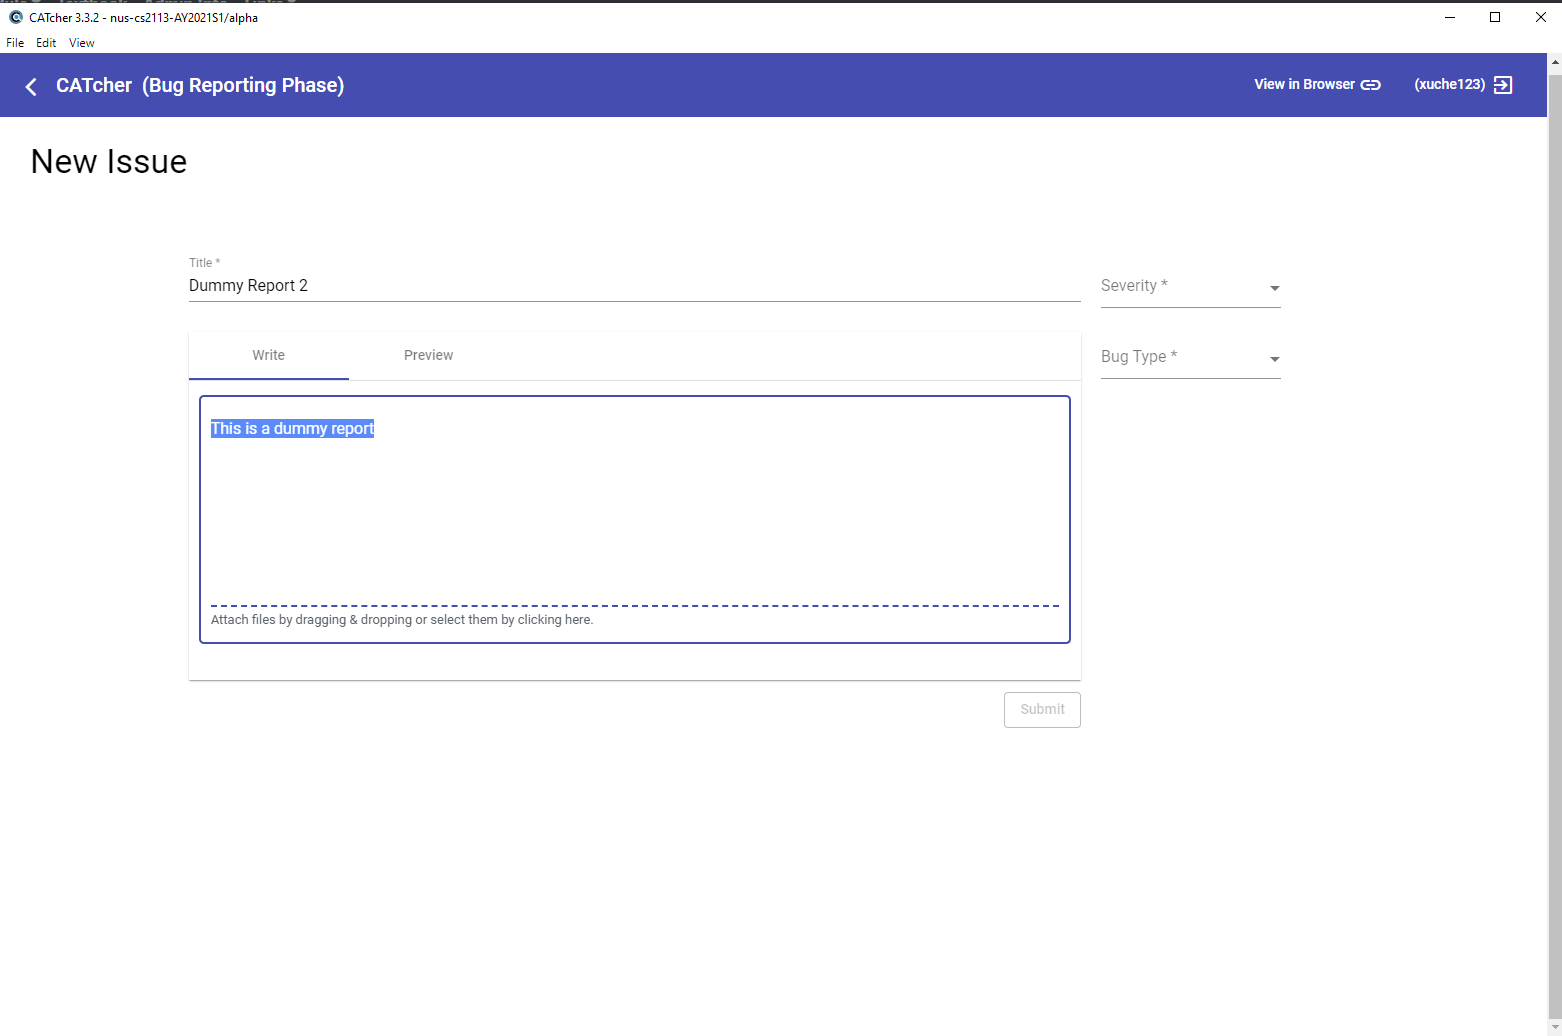 CATcher 3.3.2 - nus-cs2113-AY2021S1/alpha
File Edit View
CATcher (Bug Reporting Phase)
View in Browser
(xuche123)
New Issue
Title *
Dummy Report 2
Severity *
Write
Preview
Bug Type *
This is a dummy report
Attach files by dragging & dropping or select them by clicking here.
Submit